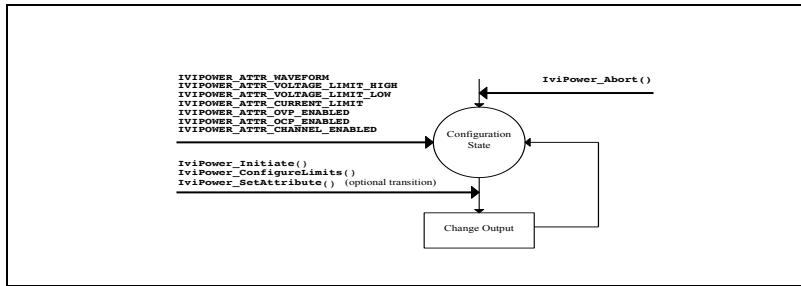 IVIPOWER_ATTR_WAVEFORM
IVIPOWER_ATTR_VOLTAGE_LIMIT_HIGH
IVIPOWER_ATTR_VOLTAGE_LIMIT_LOW
IVIPOWER_ATTR_CURRENT_LIMIT
IVIPOWER_ATTR_OVP_ENABLED
IVIPOWER_ATTR_OCP_ENABLED
IVIPOWER_ATTR_CHANNEL_ENABLED
IviPower_Abort()
Configuration
State
IviPower_Initiate()
IviPower_ConfigureLimits()
IviPower_SetAttribute() (optional transition)
Change Output